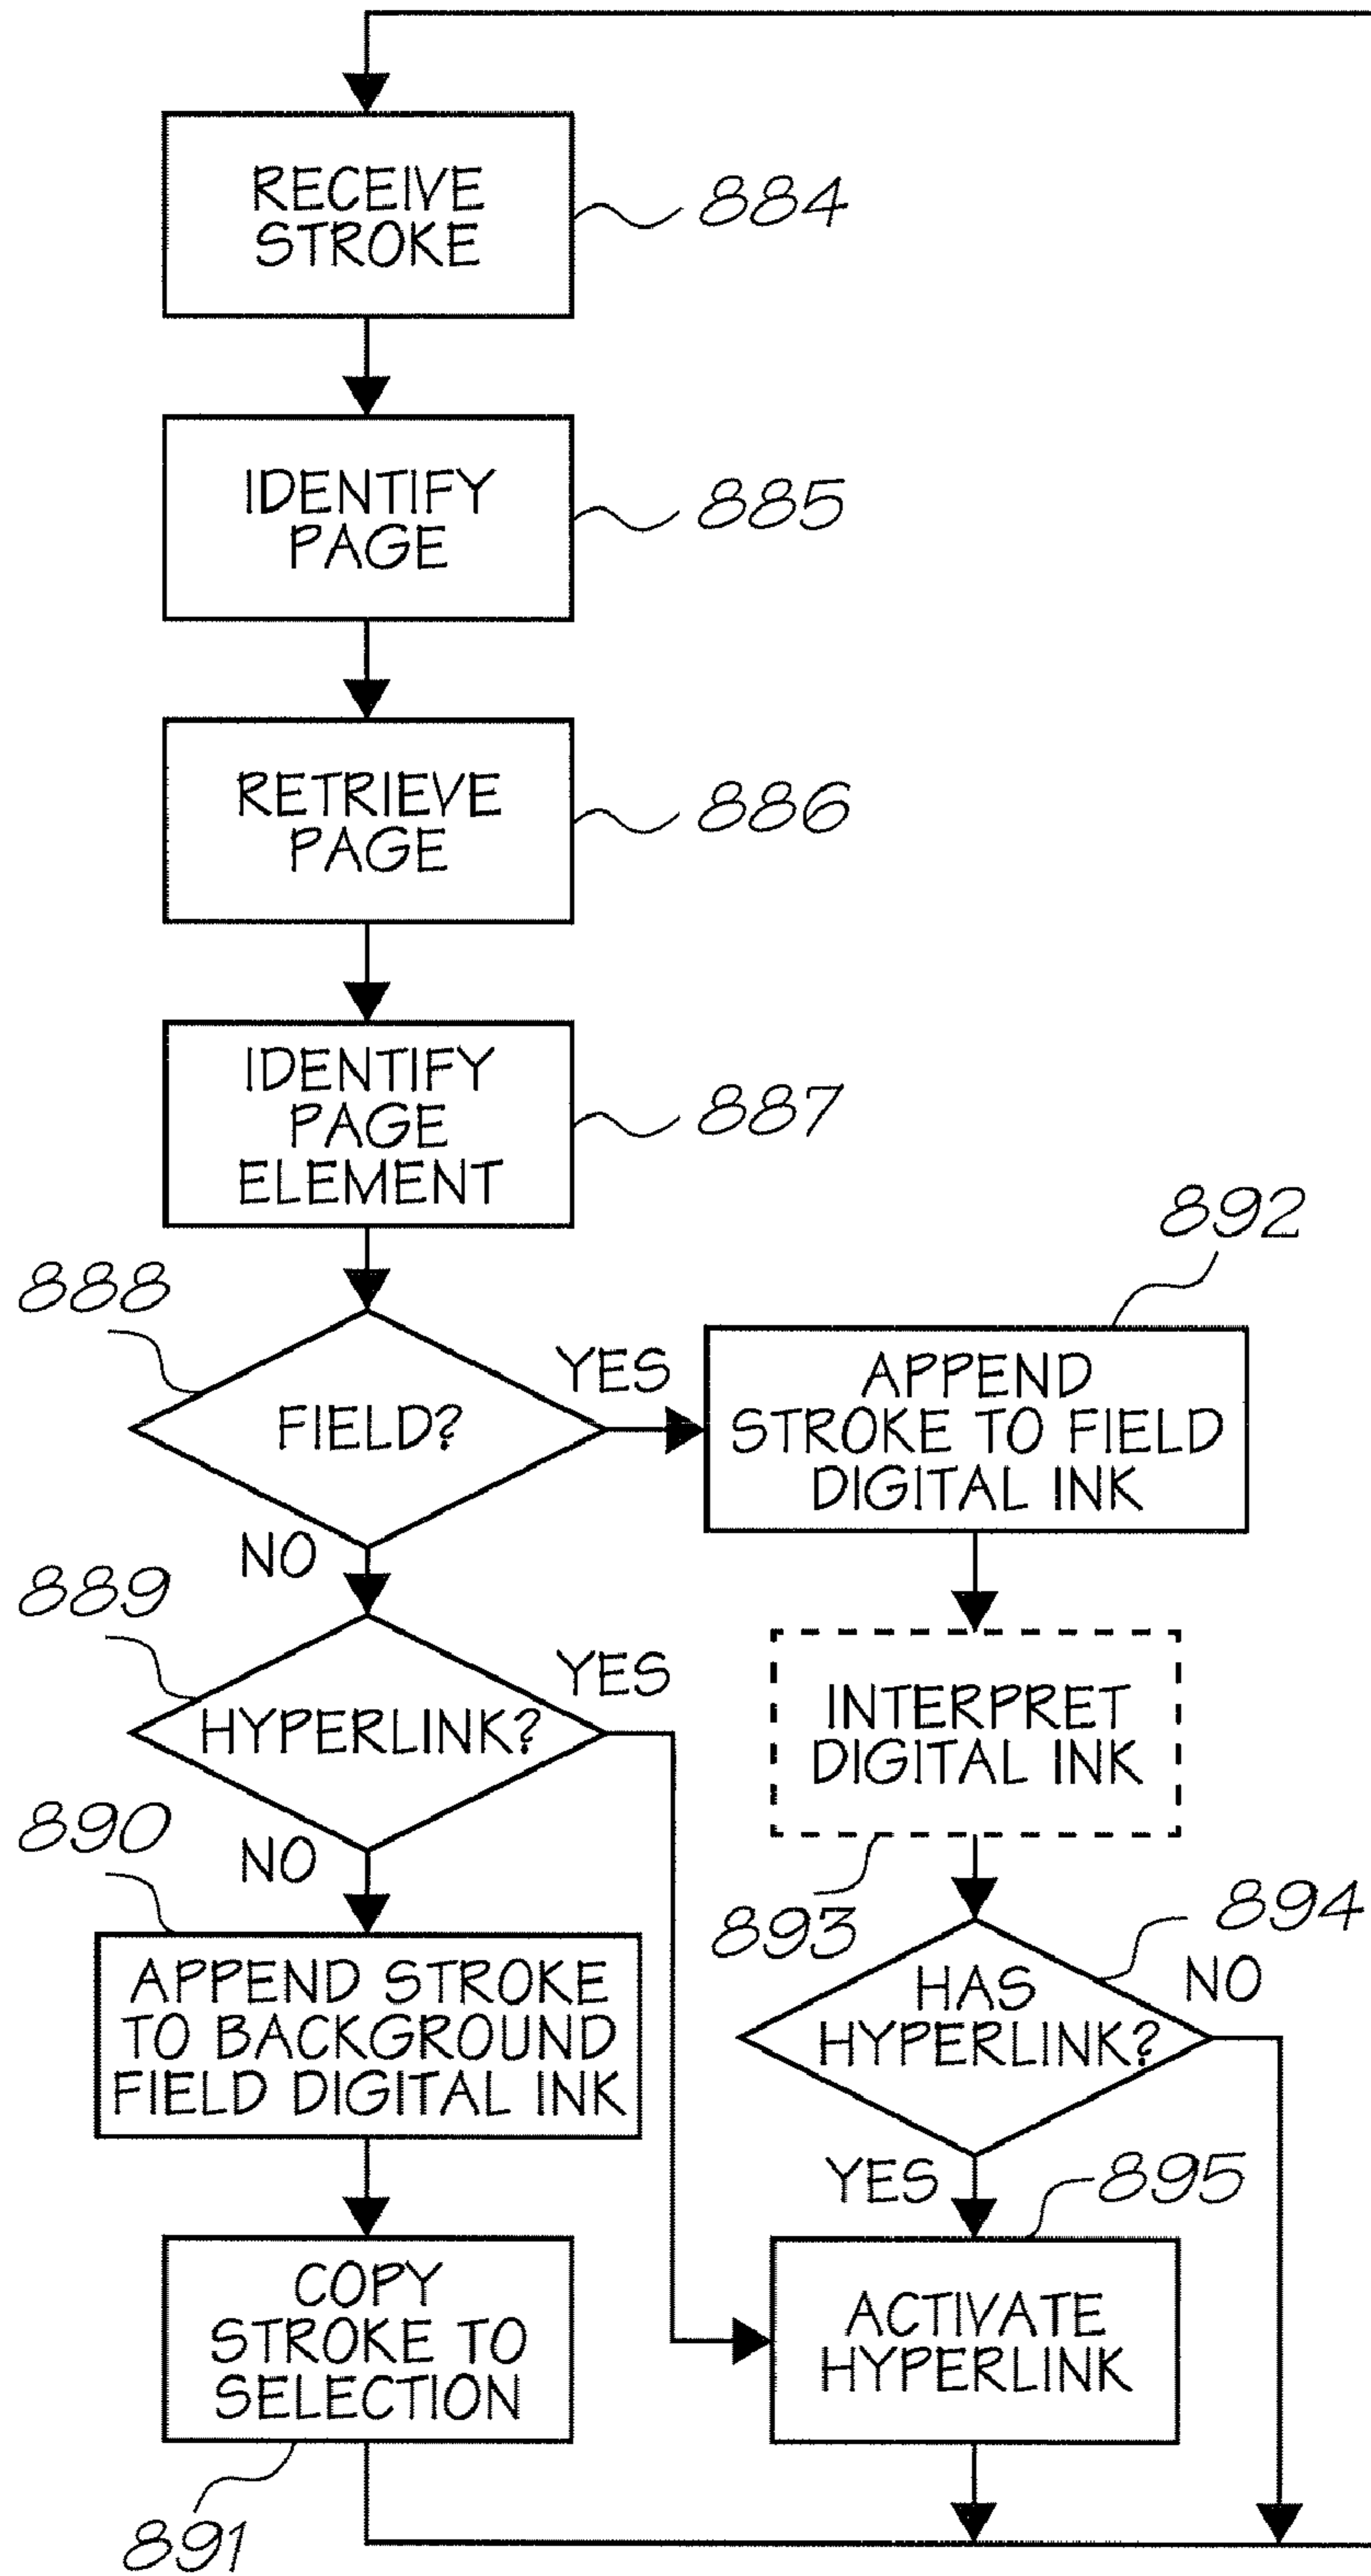 RECEIVE
STROKE
884
IDENTIFY
PAGE
885
RETRIEVE
PAGE
886
IDENTIFY
PAGE
ELEMENT
887
888
FIELD?
YES
NO
892
APPEND
STROKE TO FIELD
DIGITAL INK
889
HYPERLINK?
YES
NO
INTERPRET
DIGITAL INK
893
890
APPEND STROKE
TO BACKGROUND
FIELD DIGITAL INK
894
HAS
HYPERLINK?
NO
YES
895
COPY
STROKE TO
SELECTION
891
ACTIVATE
HYPERLINK